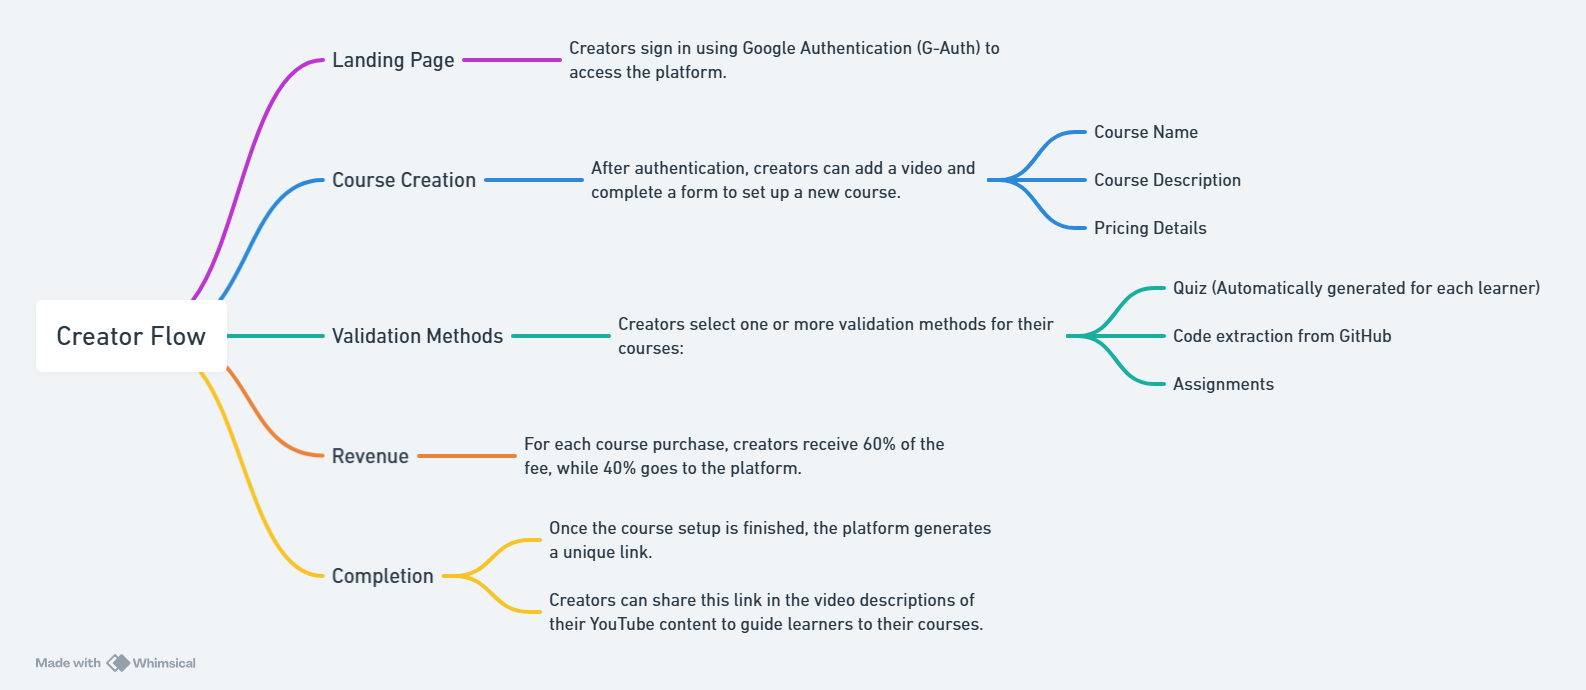 Landing Page
Creators sign in using Google Authentication (G-Auth) to
access the platform.
Course Creation
After authentication, creators can add a video and
complete a form to set up a new course.
Course Name
Course Description
Pricing Details
Creator Flow
Validation Methods
Creators select one or more validation methods for their
courses:
Quiz (Automatically generated for each learner)
Code extraction from GitHub
Assignments
Revenue
For each course purchase, creators receive 60% of the
fee, while 40% goes to the platform.
Completion
Once the course setup is finished, the platform generates
a unique link.
Creators can share this link in the video descriptions of
their YouTube content to guide learners to their courses.
Made with Whimsical